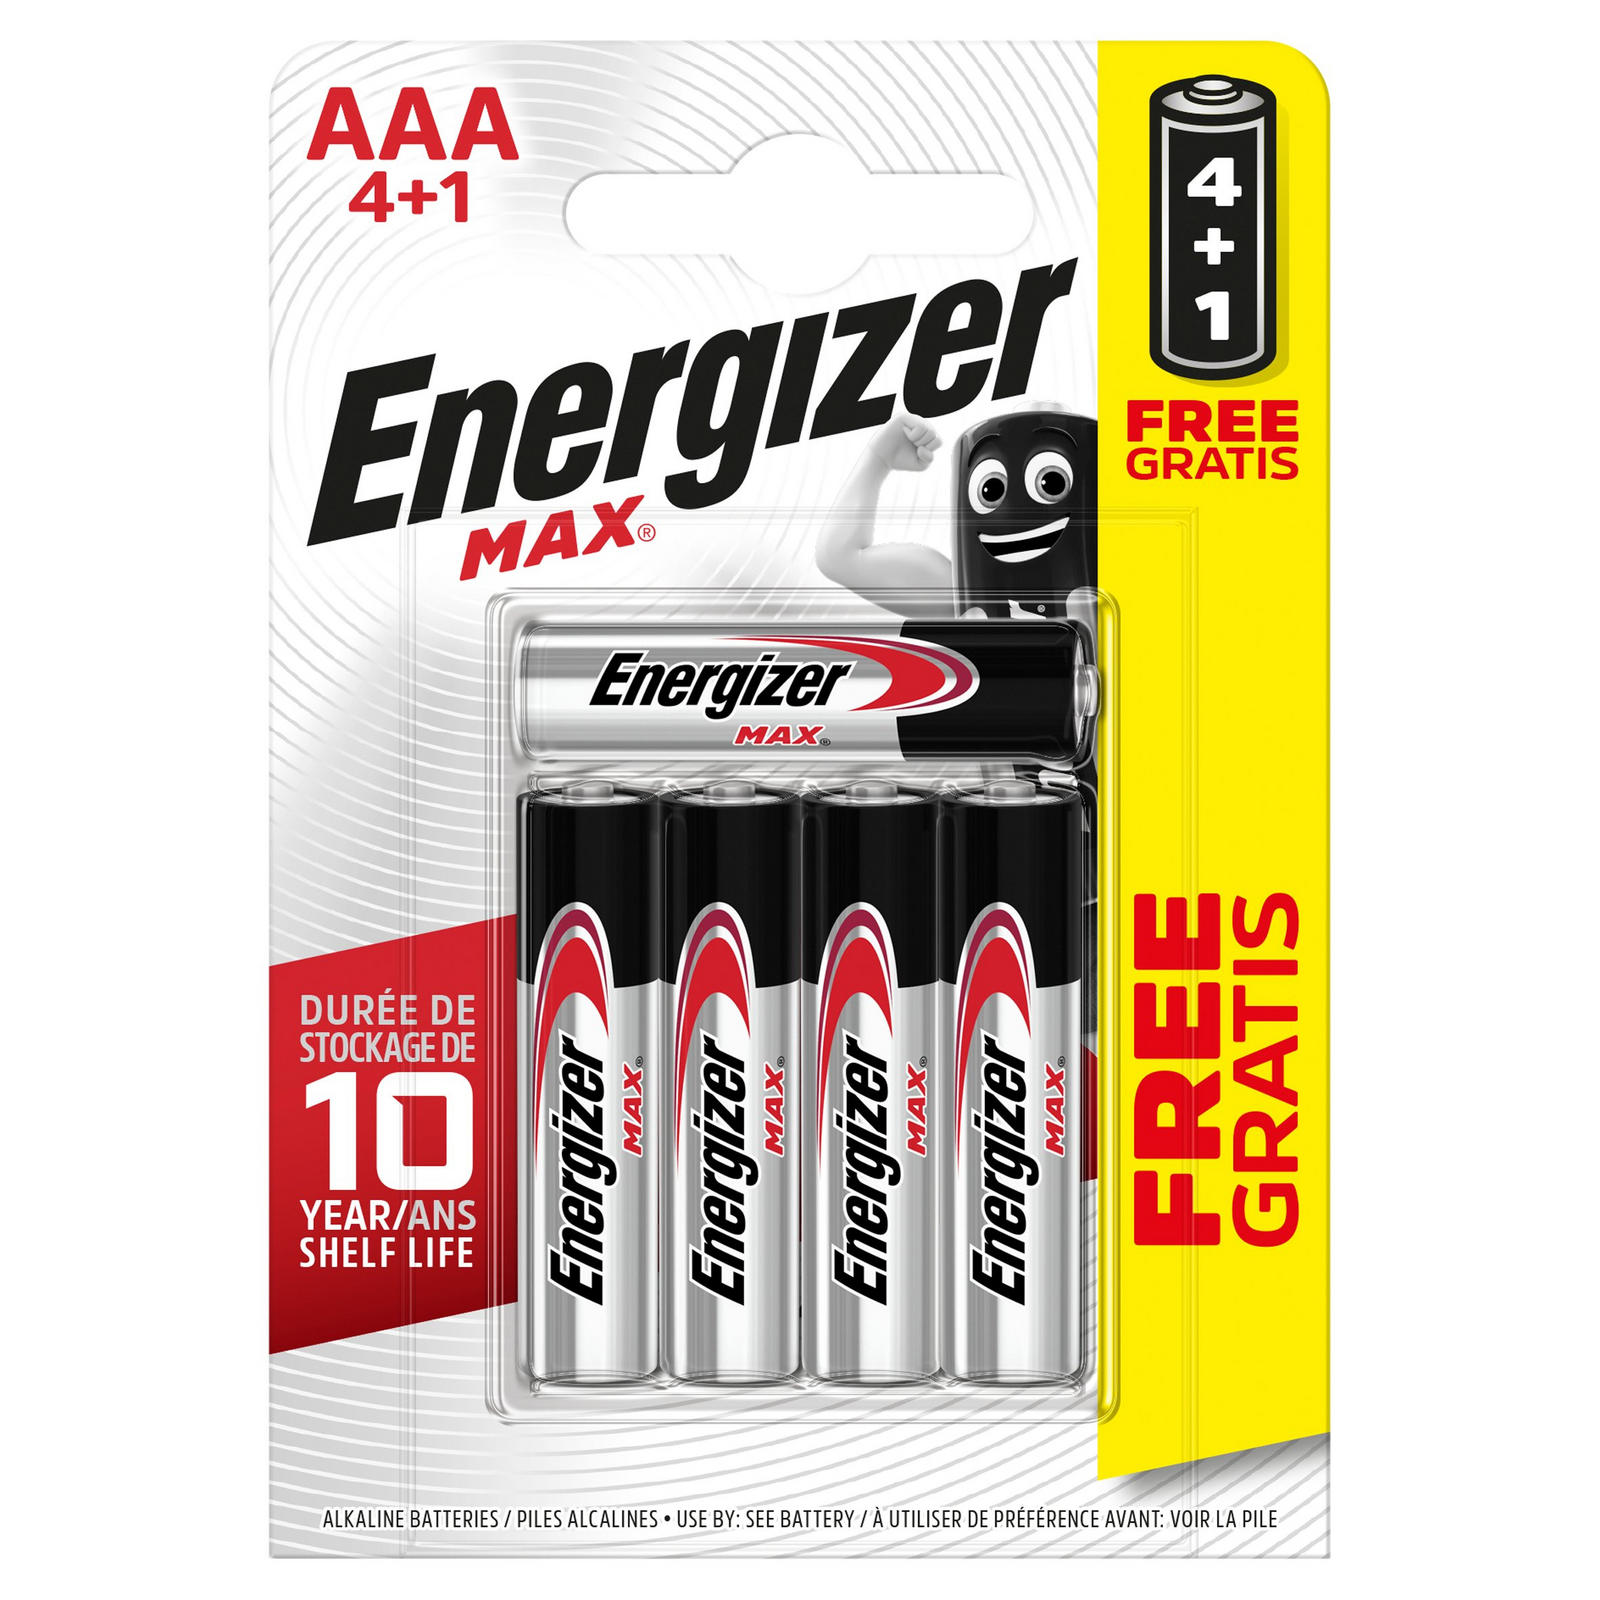 AAA
4+1
Energizer
MAX®
4
+
1
FREE
GRATIS
Energizer
MAX®
Energizer
MAX®
Energizer
MAX®
Energizer
MAX®
Energizer
MAX®
FREE
GRATIS
DURÉE DE
STOCKAGE DE
10
YEAR/ANS
SHELF LIFE
ALKALINE BATTERIES / PILES ALCALINES • USE BY: SEE BATTERY / À UTILISER DE PRÉFÉRENCE AVANT: VOIR LA PILE